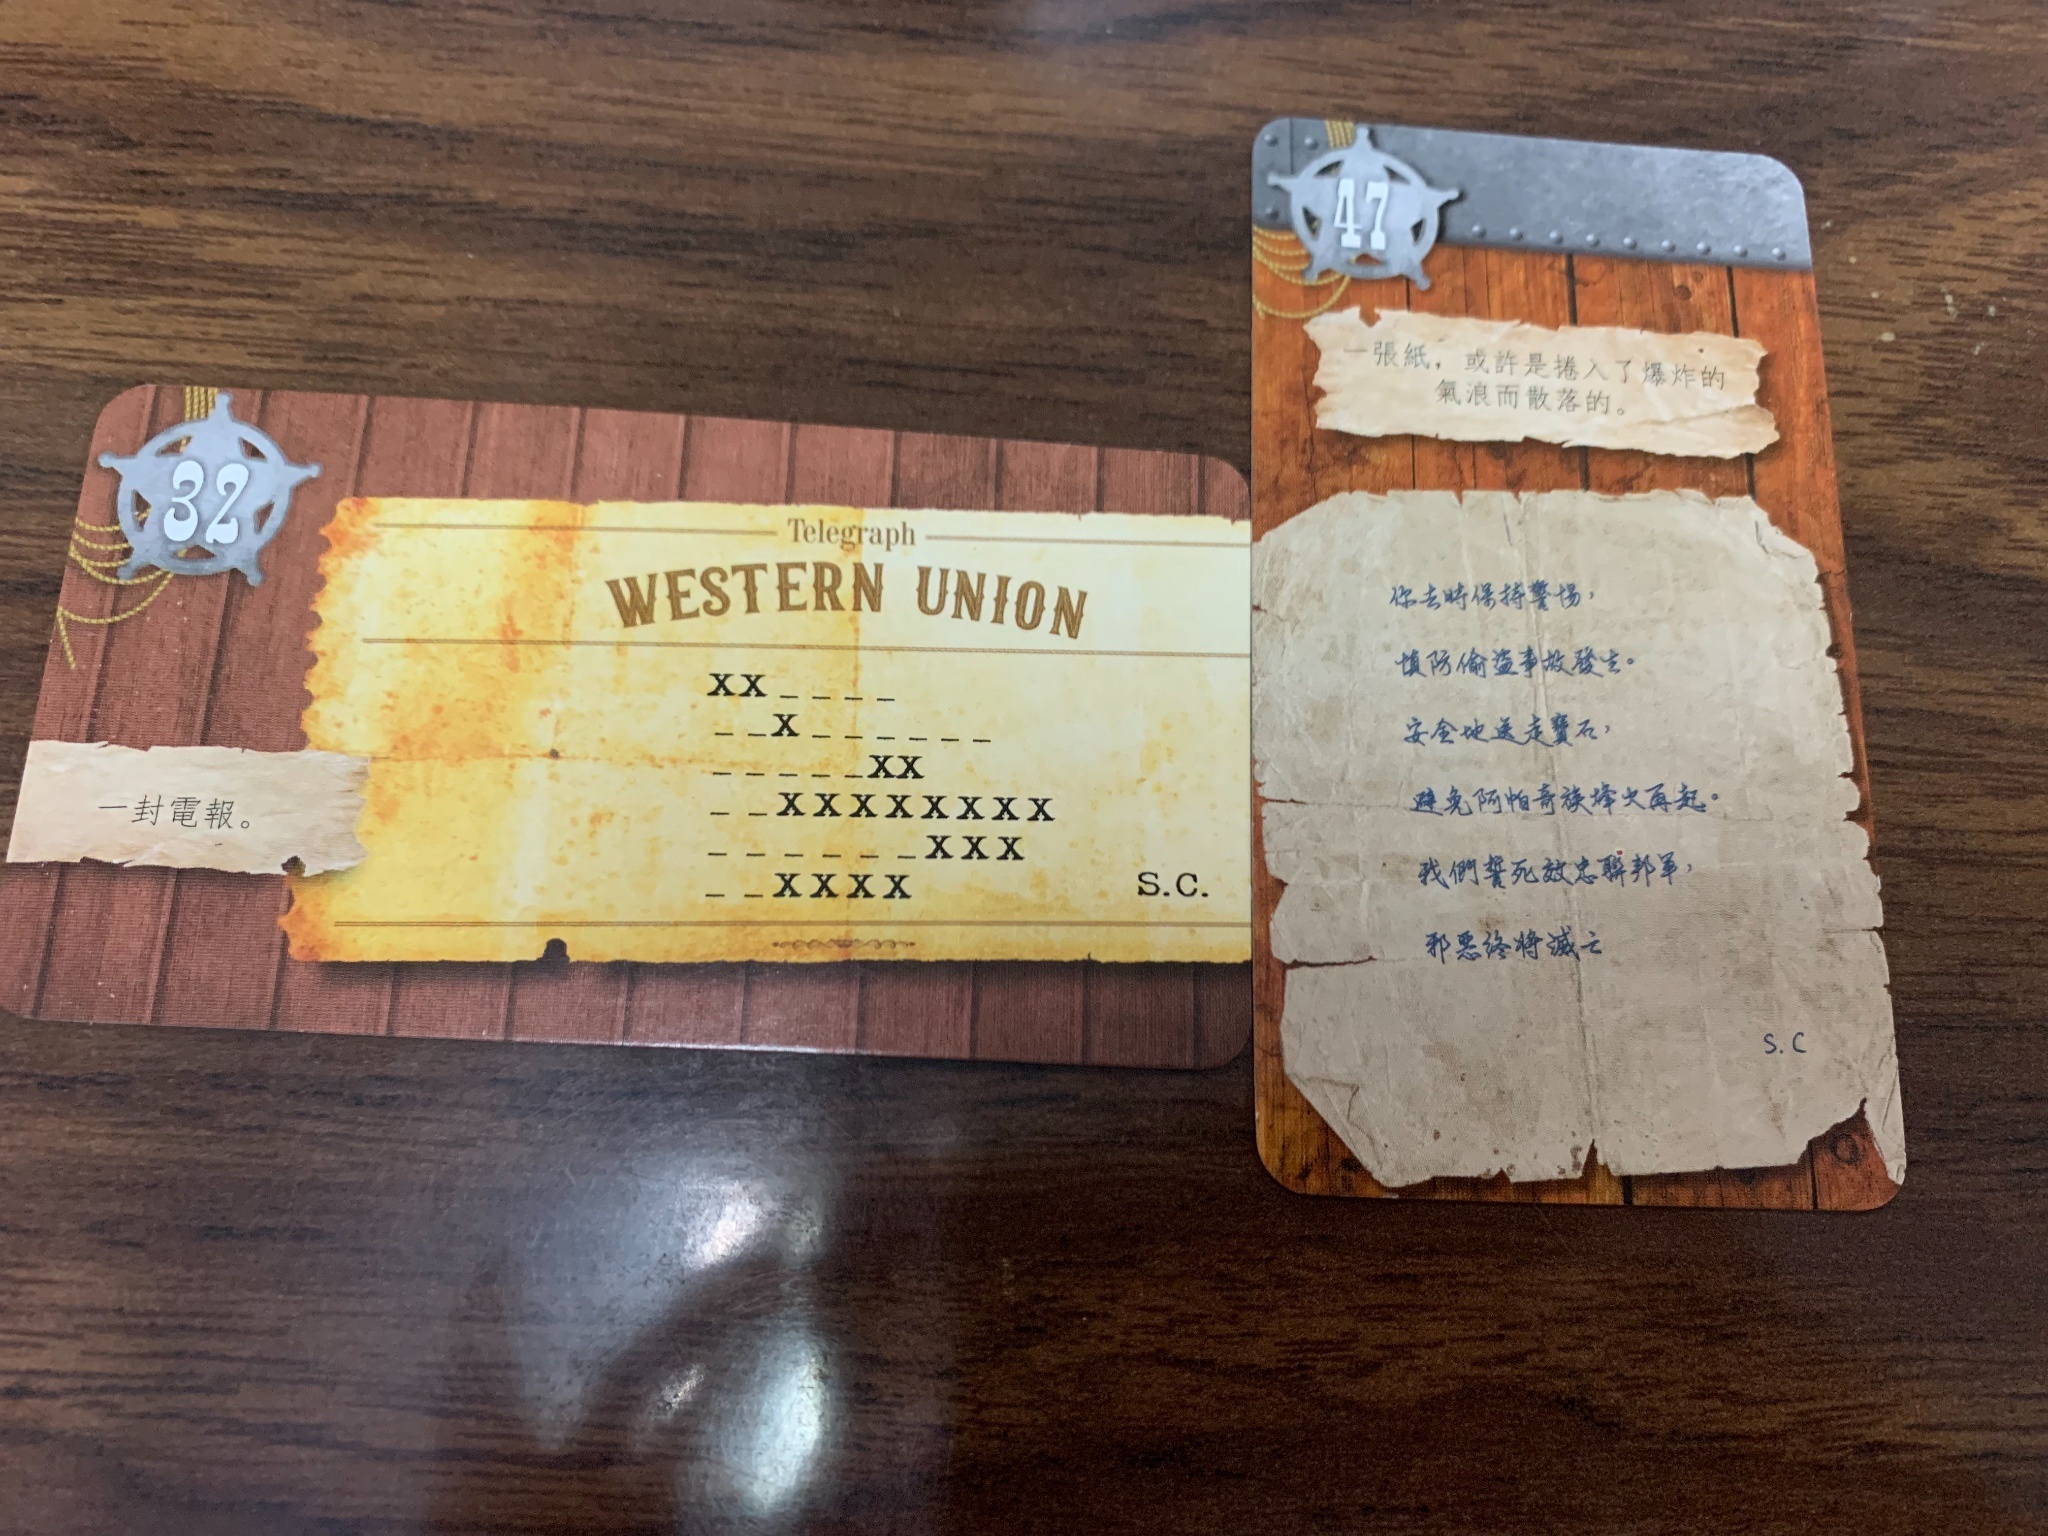 32
Telegraph
WESTERN UNION
XX____
__X______
_____XX
__XXXXXXXX
______XXX
__XXXX
S.C.
一封電報。
47
一張紙，或許是捲入了爆炸的
氣浪而散落的。
你去時保持警惕，
慎防偷盜事故發生。
安全地送走寶石，
避免阿帕奇族烽火再起。
我們誓死效忠聯邦軍，
邪惡終將滅亡
S.C